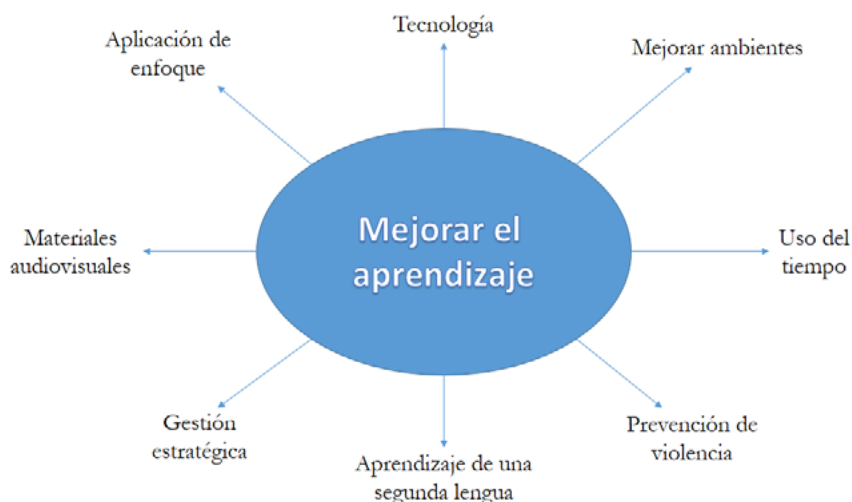 Tecnología
Aplicación de
enfoque
Mejorar ambientes
Mejorar el
aprendizaje
Materiales
audiovisuales
Uso del
tiempo
Gestión
estratégica
Aprendizaje de una
segunda lengua
Prevención de
violencia